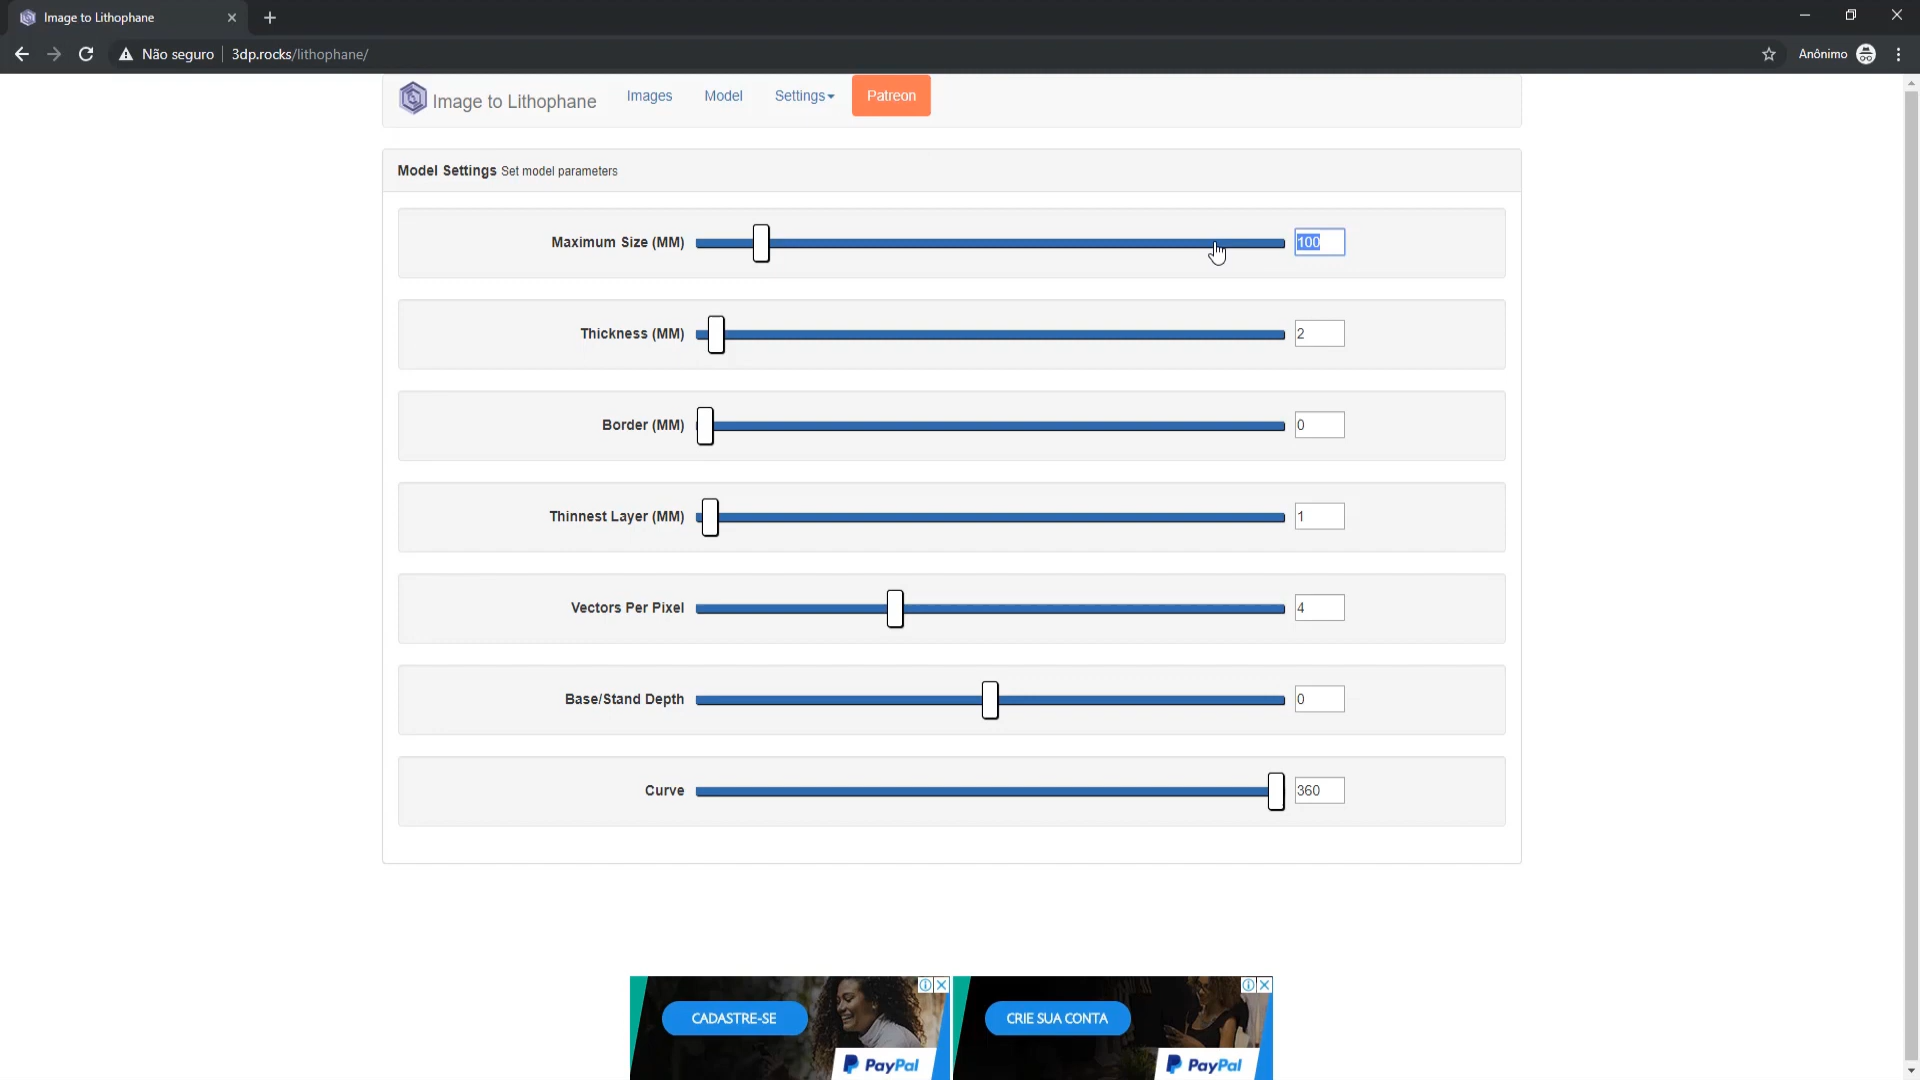 Image to Lithophane
Não seguro 3dp.rocks/lithophane/ Anônimo
Image to Lithophane Images Model Settings Patreon
Model Settings Set model parameters
Maximum Size (MM) 100
Thickness (MM) 2
Border (MM) 0
Thinnest Layer (MM) 1
Vectors Per Pixel 4
Base/Stand Depth 0
Curve 360
CADASTRE-SE CRIE SUA CONTA
PayPal PayPal